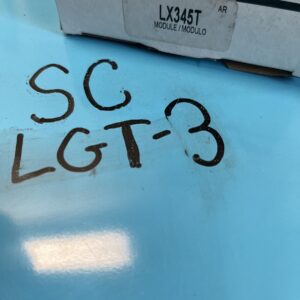 LX345T
AR
MODULE / MODULO
SC
LGT-3